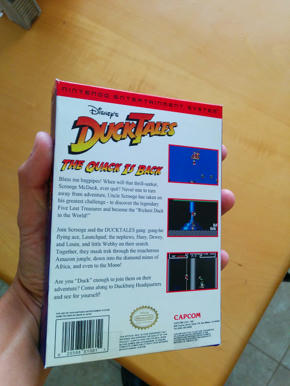 NINTENDO ENTERTAINMENT SYSTEM
Disney's
DUCKTALES
THE QUACK IS BACK
Bless me bagpipes! When will that thrill-seeker,
Scrooge McDuck, ever quit? Never one to turn
away from adventure, Uncle Scrooge has taken on
his greatest challenge - to discover the legendary
Five Lost Treasures and become the "Richest Duck
in the World!"
Join Scrooge and the DUCKTALES gang: gung-ho
flying ace, Launchpad; the nephews, Huey, Dewey,
and Louie, and little Webby on their search.
Together, they must trek through the treacherous
Amazon jungle, down into the diamond mines of
Africa, and even to the Moon!
Are you "Duck" enough to join them on their
adventure? Come along to Duckburg Headquarters
and see for yourself!
CAPCOM